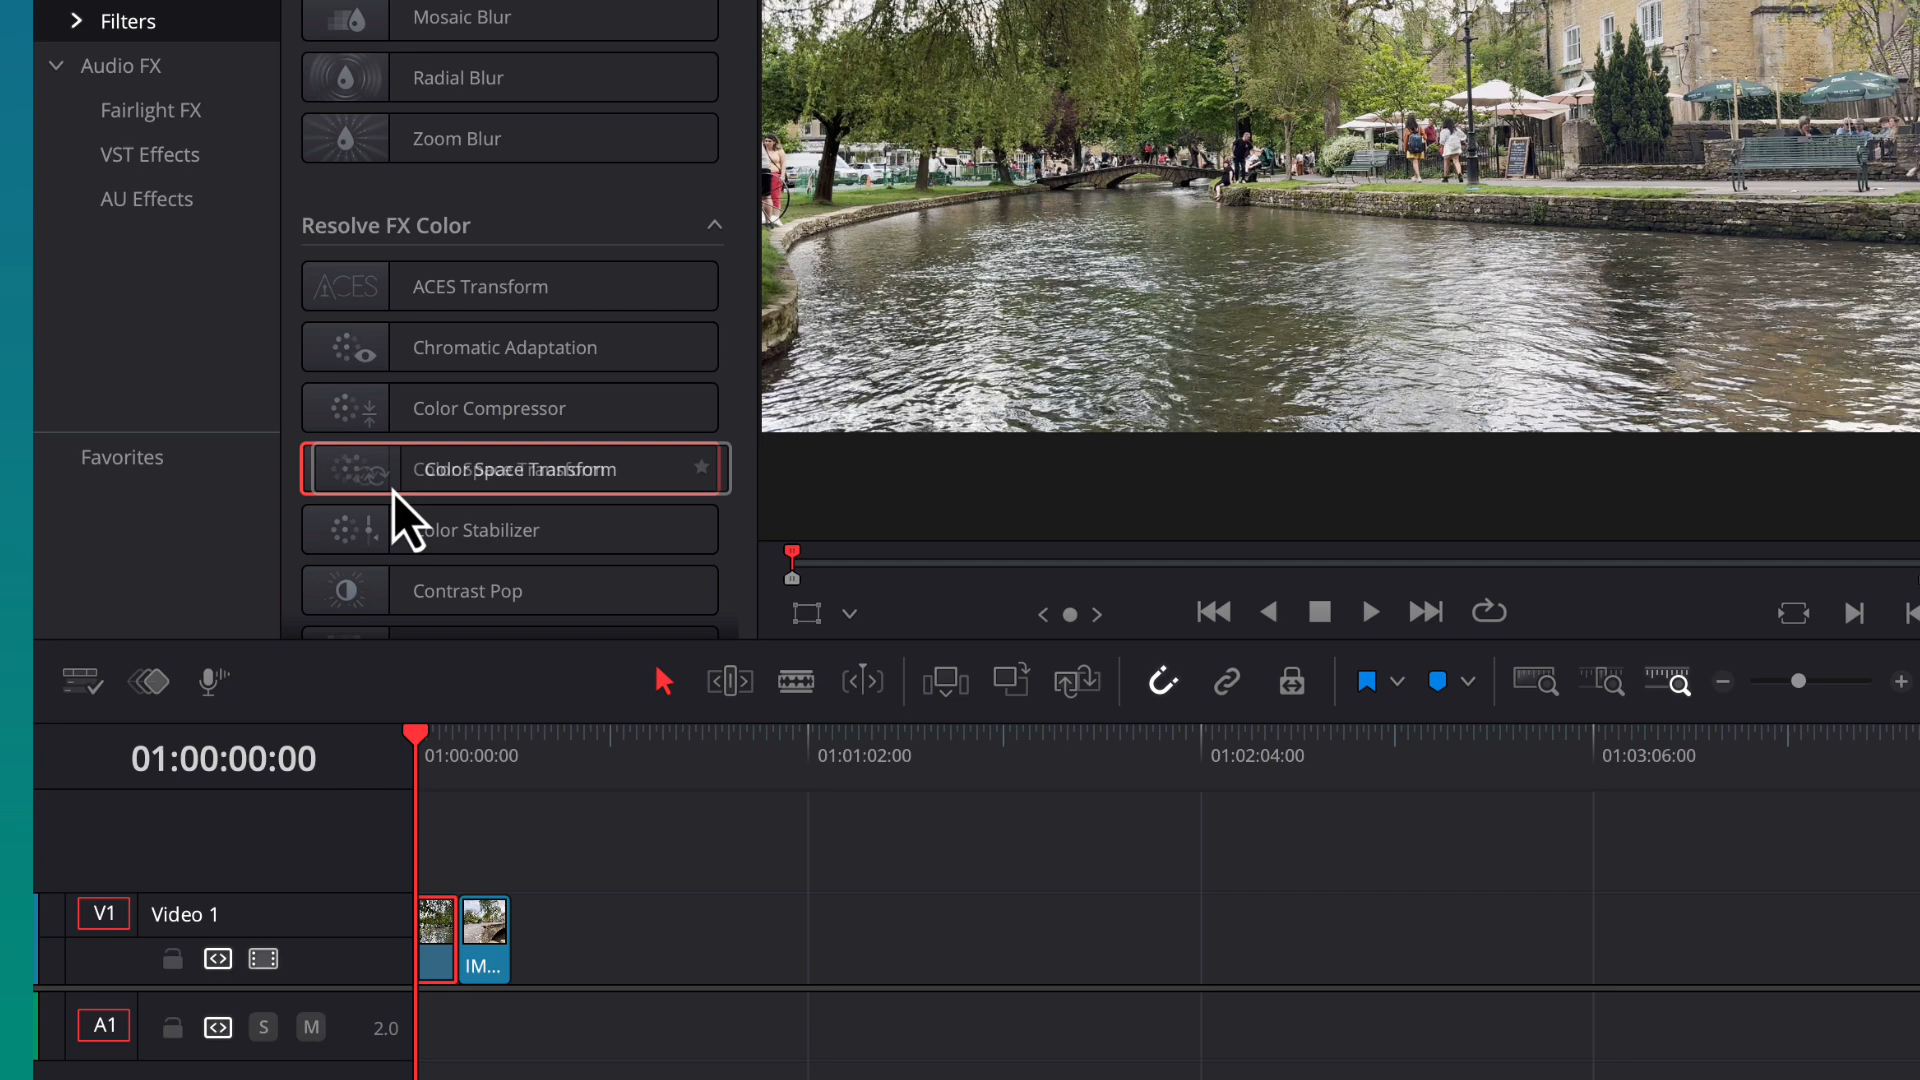 Filters
Audio FX
Fairlight FX
VST Effects
AU Effects
Favorites
Mosaic Blur
Radial Blur
Zoom Blur
Resolve FX Color
ACES
ACES Transform
Chromatic Adaptation
Color Compressor
Color Space Transform
olor Stabilizer
Contrast Pop
01:00:00:00
01:00:00:00
01:01:02:00
01:02:04:00
01:03:06:00
V1
Video 1
IM...
A1
S
M
2.0